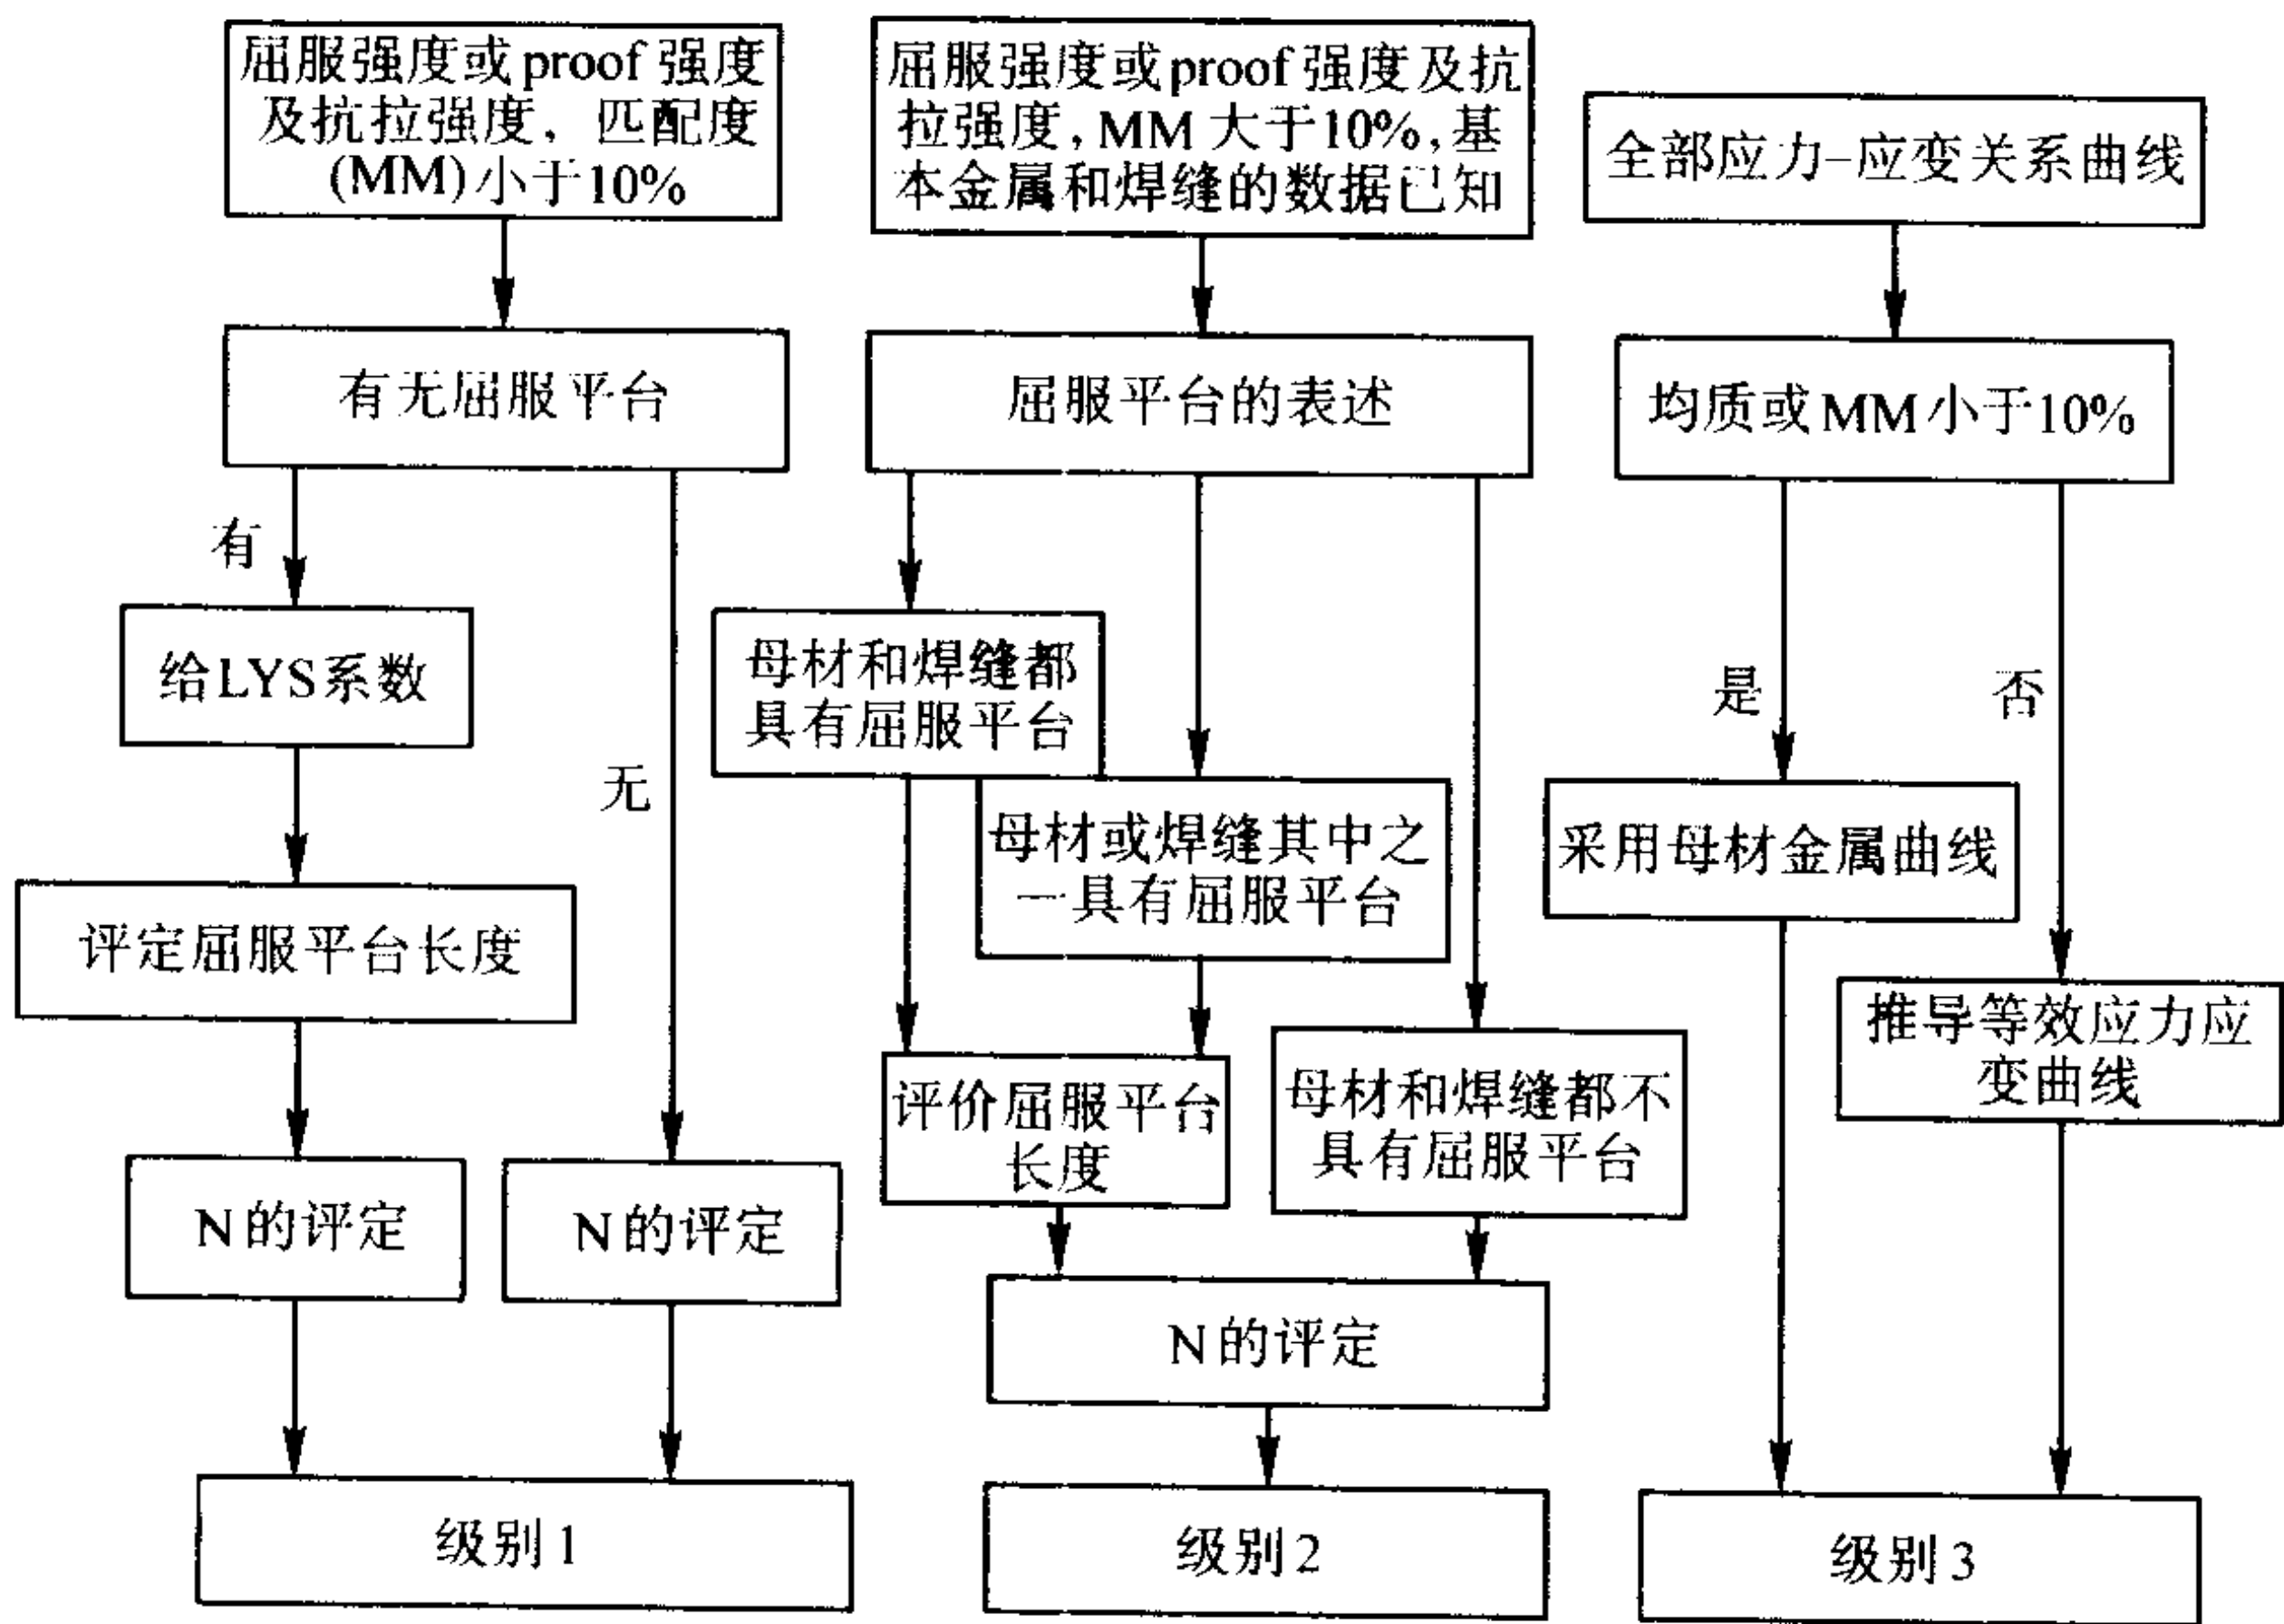 屈服强度或proof强度
及抗拉强度，匹配度
(MM)小于10%
有无屈服平台
有
无
给LYS系数
评定屈服平台长度
N的评定
N的评定
级别1
屈服强度或proof强度及抗
拉强度,MM大于10%,基
本金属和焊缝的数据已知
屈服平台的表述
母材和焊缝都
具有屈服平台
母材或焊缝其中之
一具有屈服平台
评价屈服平台
长度
母材和焊缝都不
具有屈服平台
N的评定
级别2
全部应力-应变关系曲线
均质或MM小于10%
是
否
采用母材金属曲线
推导等效应力应
变曲线
级别3